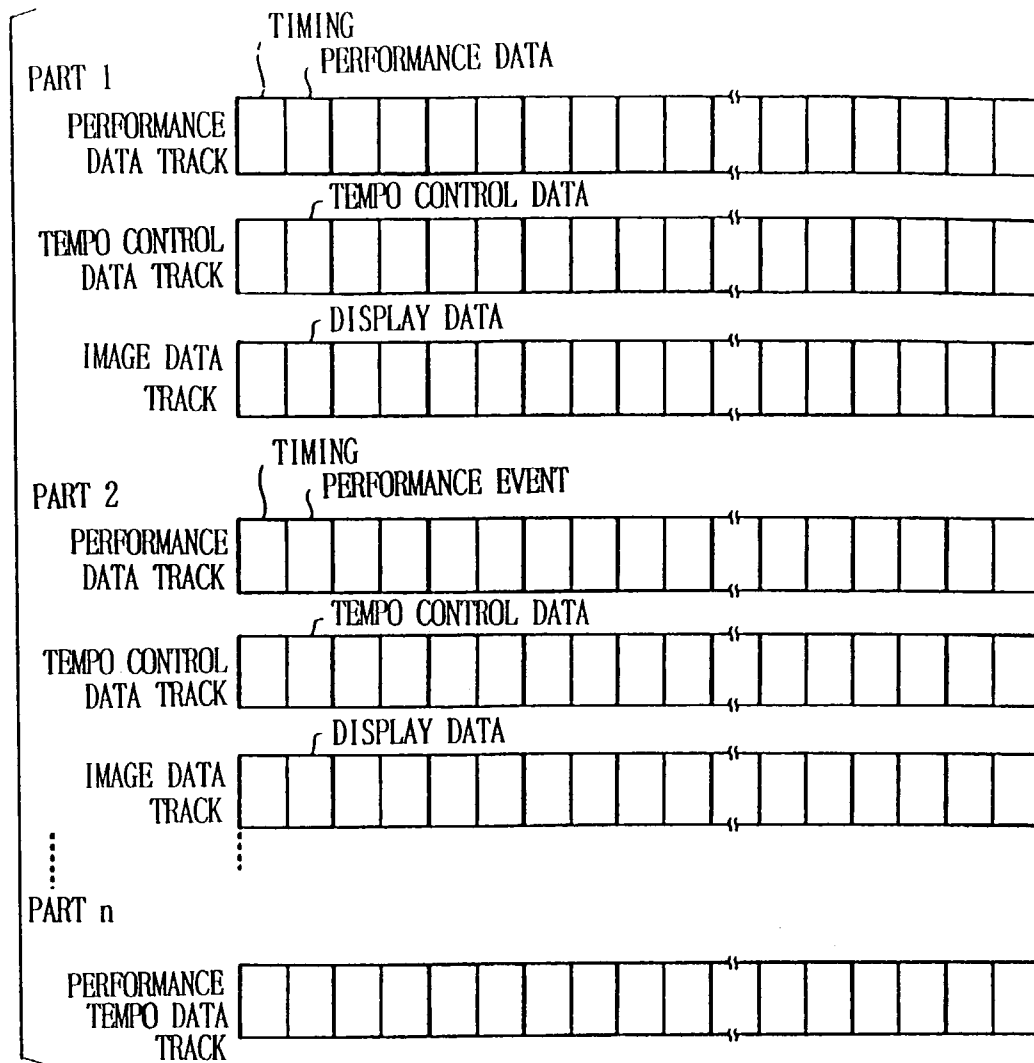 TIMING
PERFORMANCE DATA
PART 1
PERFORMANCE
DATA TRACK
TEMPO CONTROL DATA
TEMPO CONTROL
DATA TRACK
DISPLAY DATA
IMAGE DATA
TRACK
TIMING
PERFORMANCE EVENT
PART 2
PERFORMANCE
DATA TRACK
TEMPO CONTROL DATA
TEMPO CONTROL
DATA TRACK
DISPLAY DATA
IMAGE DATA
TRACK
PART n
PERFORMANCE
TEMPO DATA
TRACK